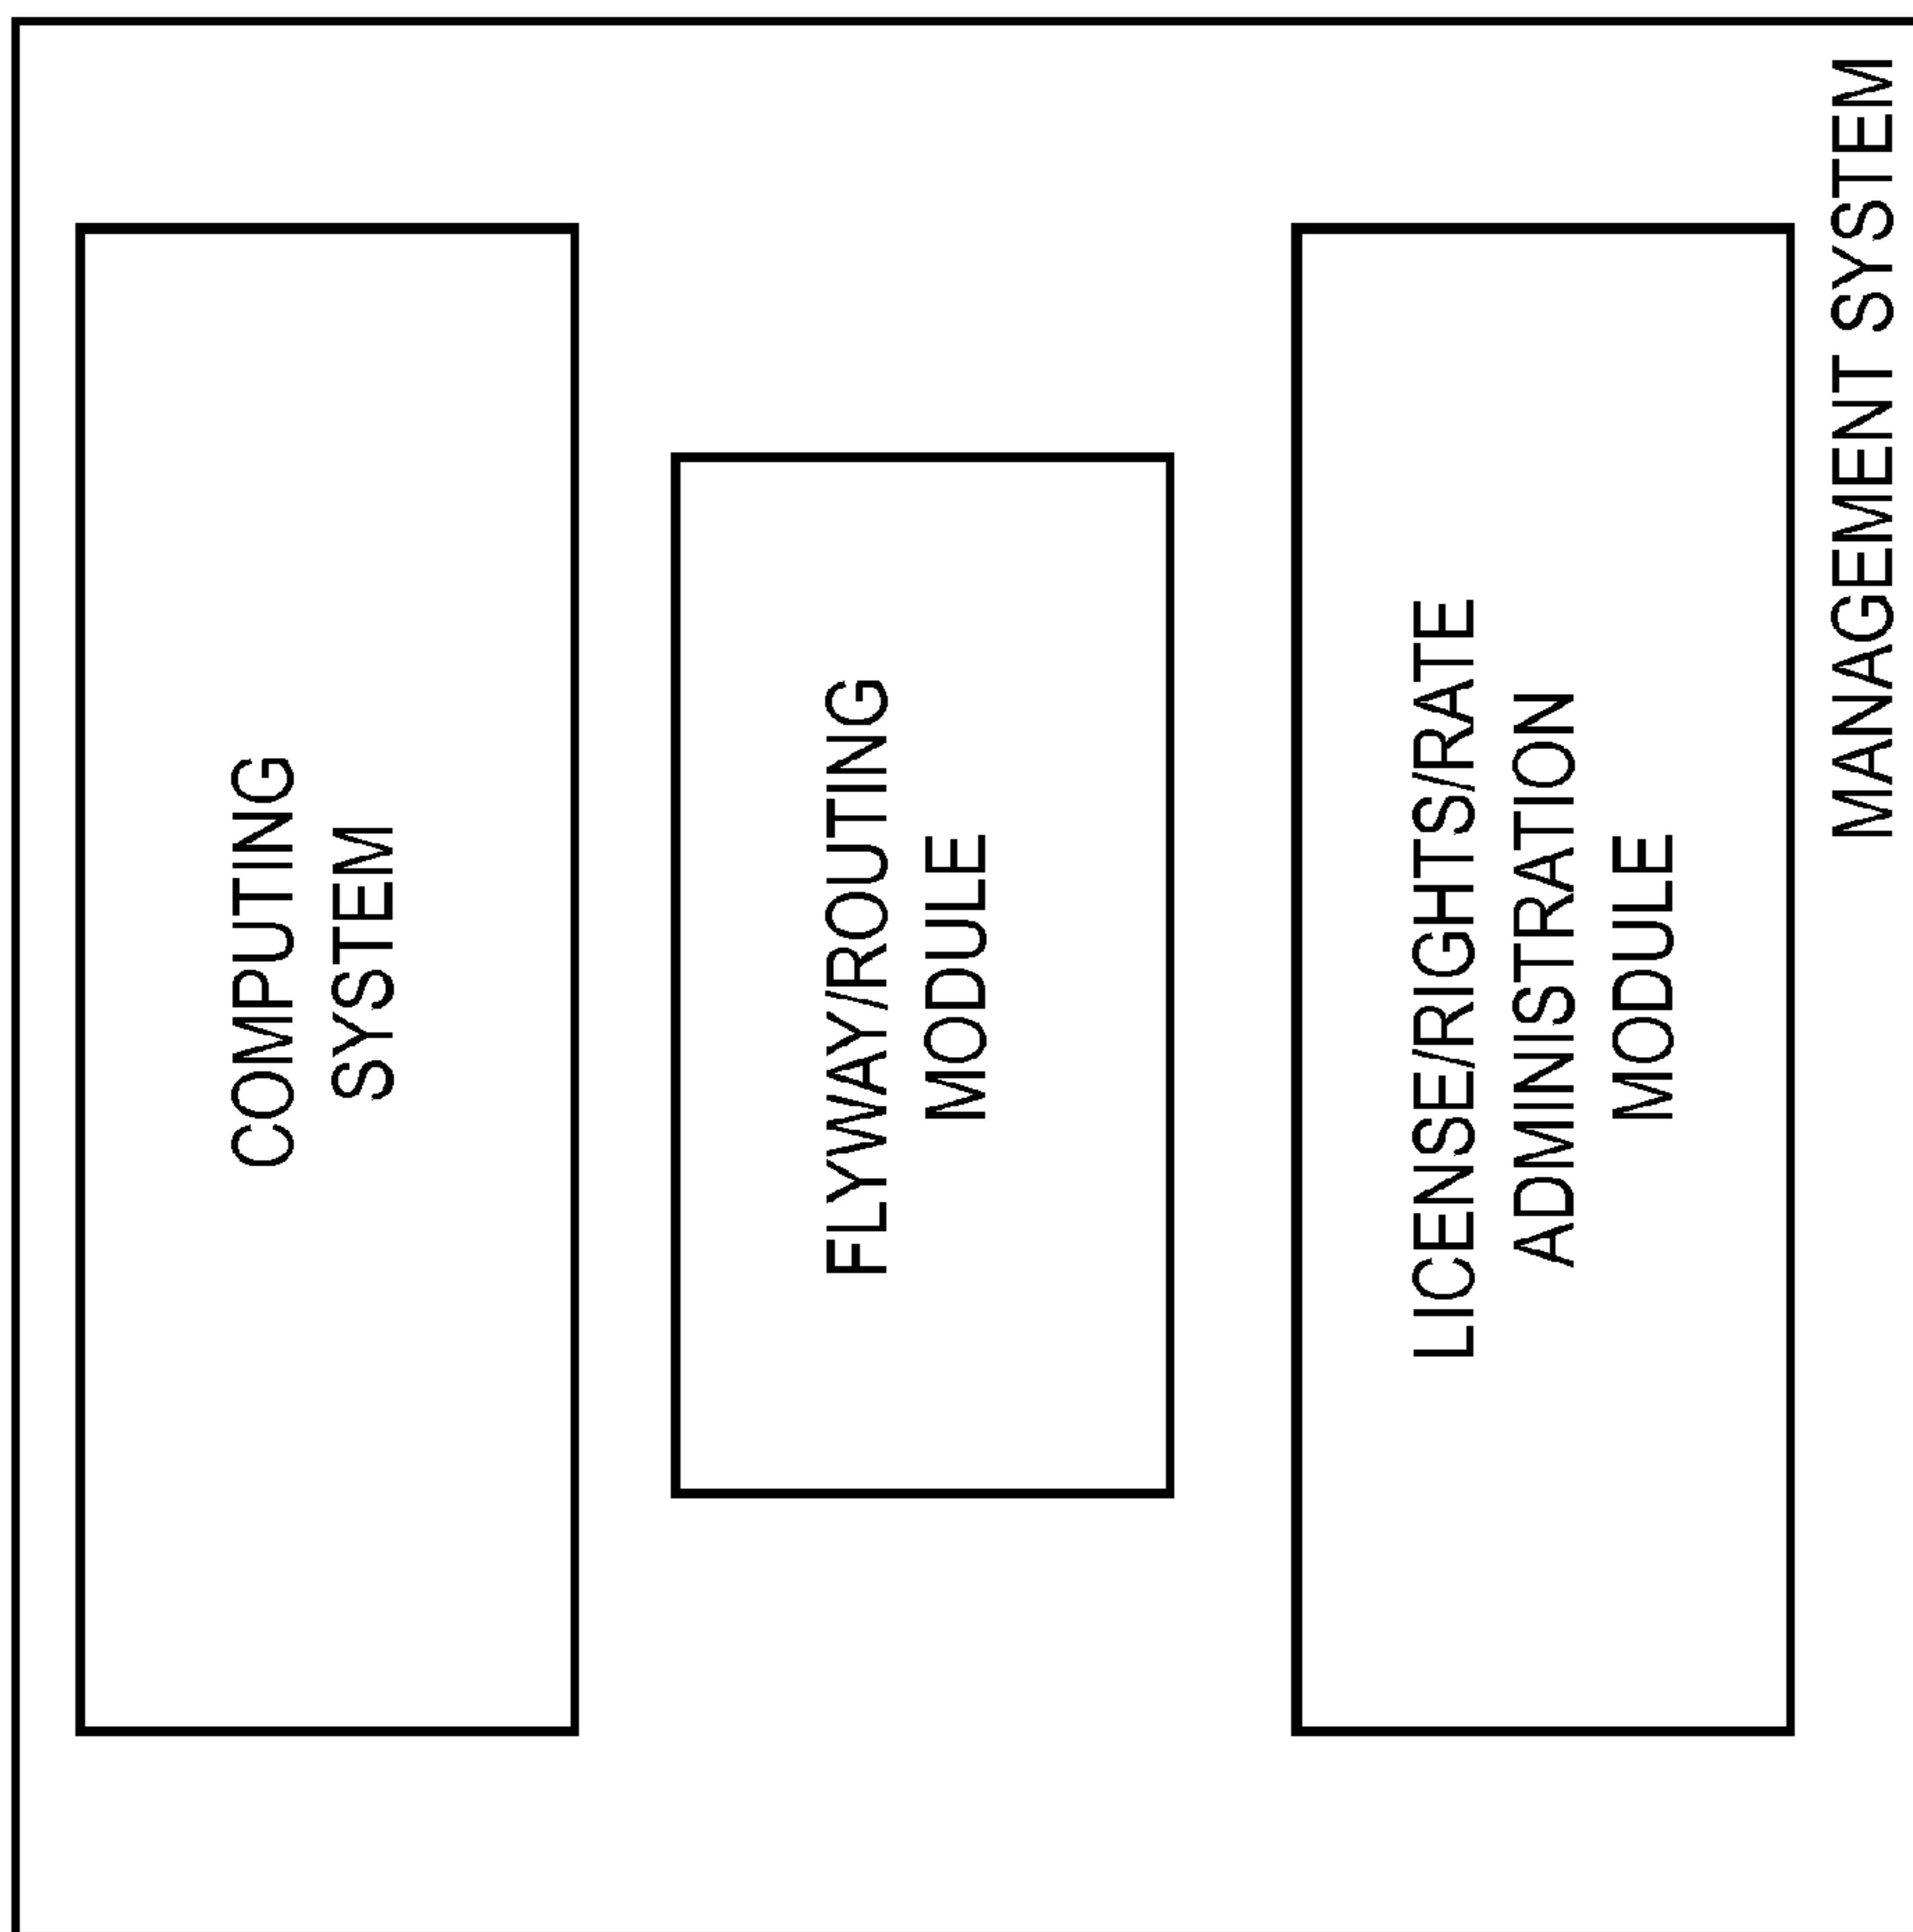 COMPUTING
SYSTEM
FLYWAY/ROUTING
MODULE
LICENSE/RIGHTS/RATE
ADMINISTRATION
MODULE
MANAGEMENT SYSTEM